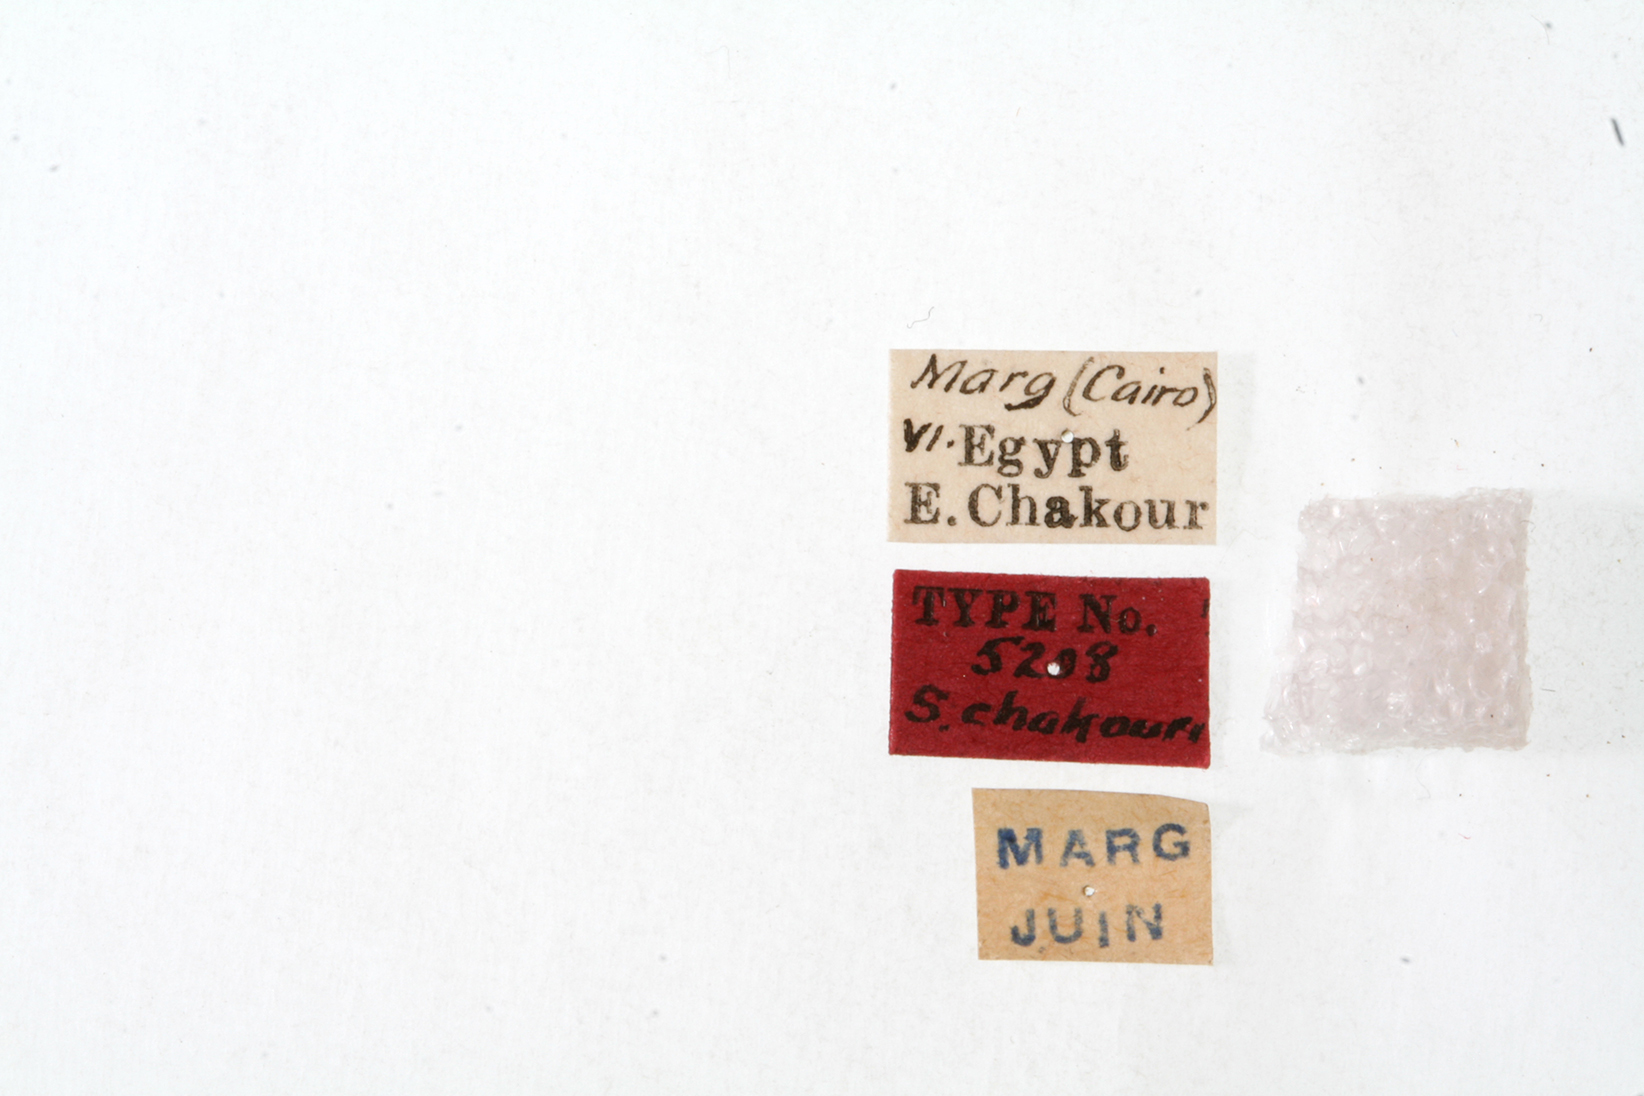 Marg (Cairo)
VI. Egypt
E. Chakour
TYPE No.
5208
S. chakouri
MARG
JUIN